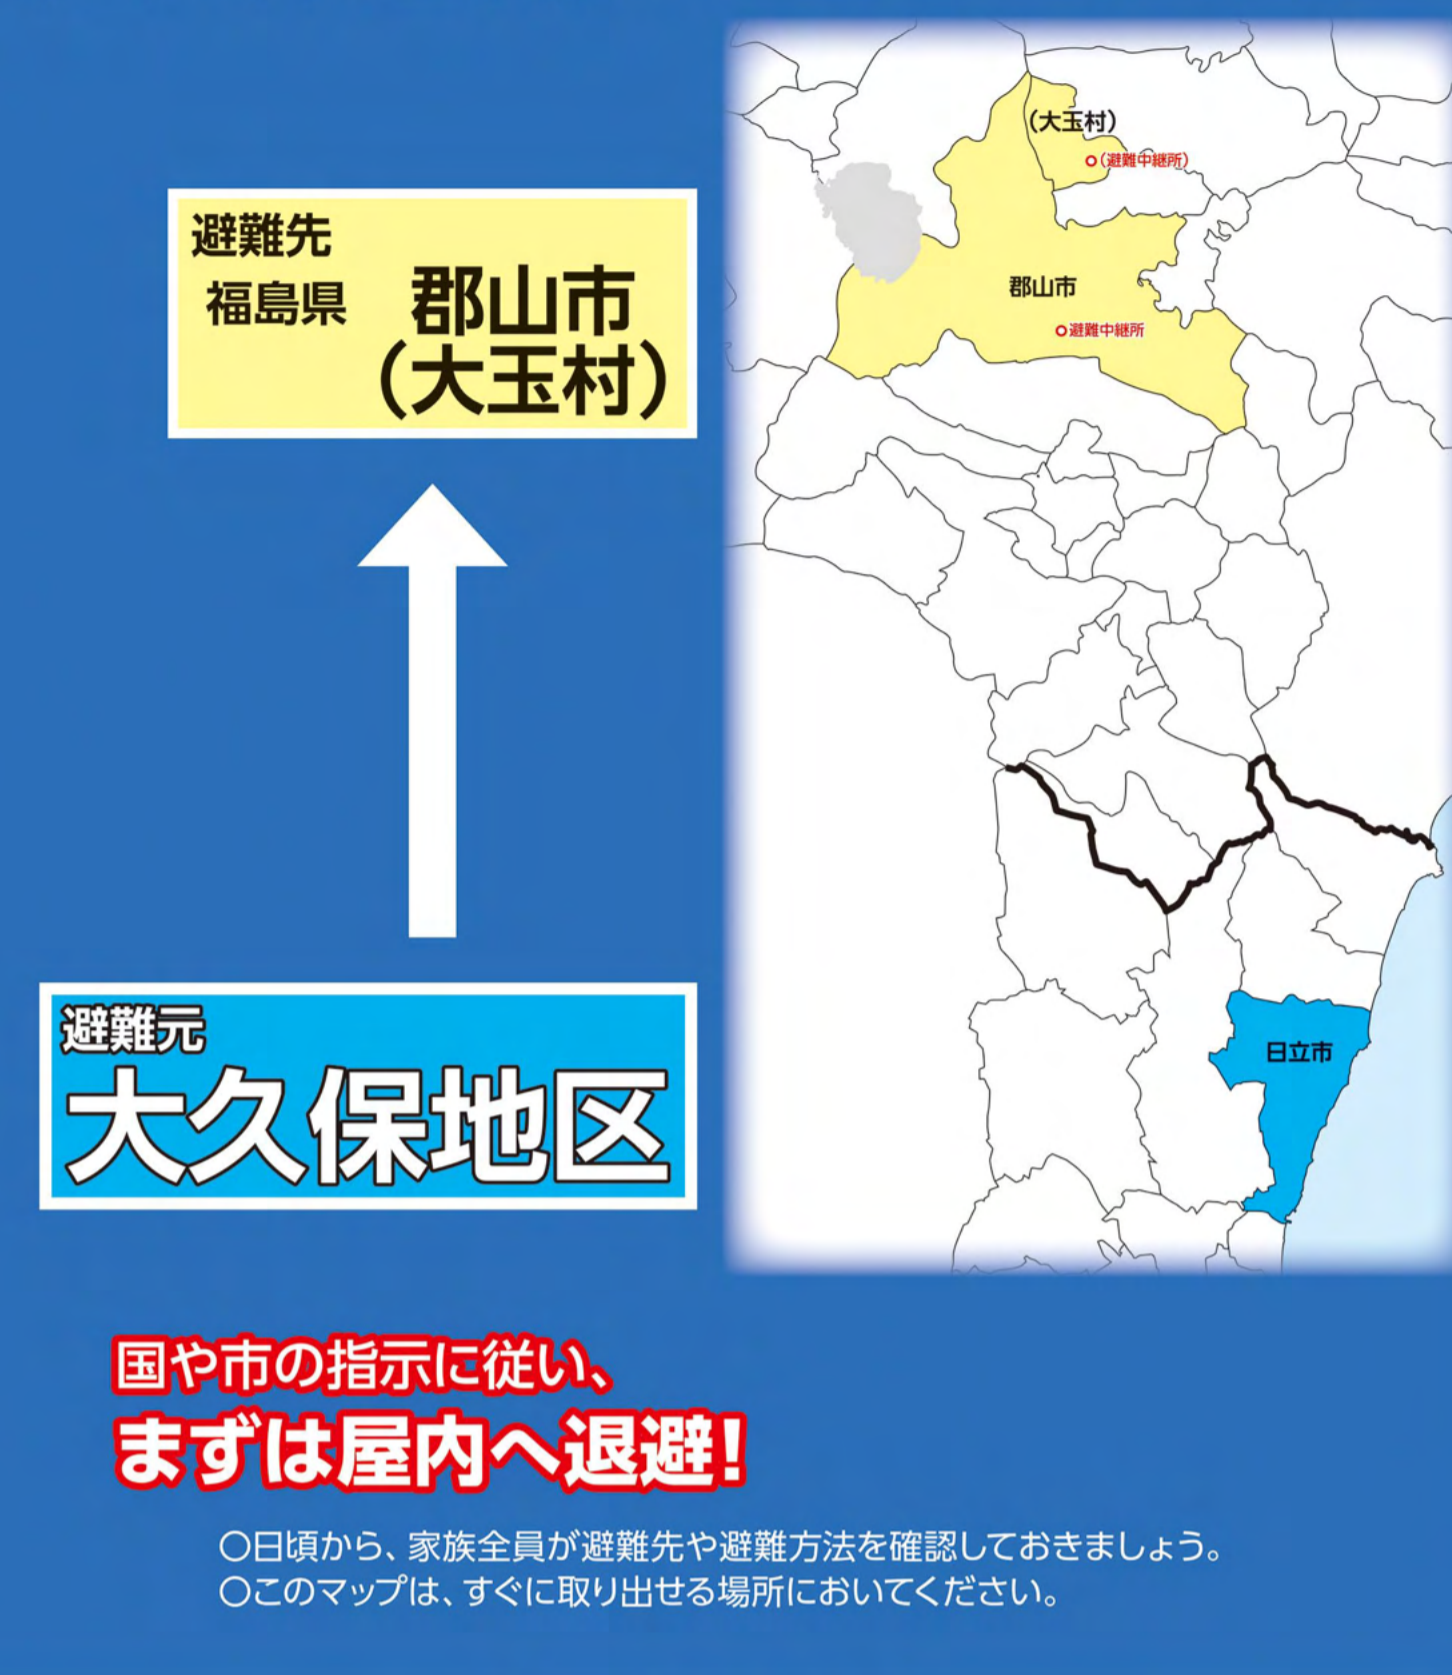 避難先
福島県 郡山市
（大玉村）
避難元
大久保地区
（大玉村）
（避難中継所）
郡山市
避難中継所
日立市
国や市の指示に従い、
まずは屋内へ退避！
○日頃から、家族全員が避難先や避難方法を確認しておきましょう。
○このマップは、すぐに取り出せる場所においてください。